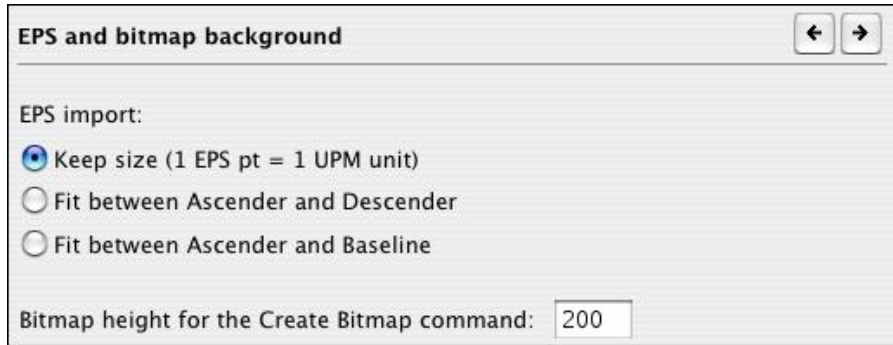 EPS and bitmap background
EPS import:
Keep size (1 EPS pt = 1 UPM unit)
Fit between Ascender and Descender
Fit between Ascender and Baseline
Bitmap height for the Create Bitmap command: 200